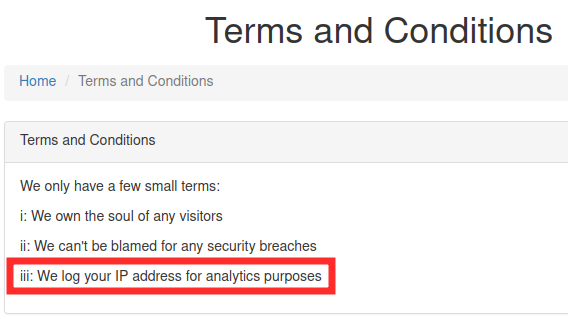 Terms and Conditions
Home / Terms and Conditions
Terms and Conditions
We only have a few small terms:
i: We own the soul of any visitors
ii: We can't be blamed for any security breaches
iii: We log your IP address for analytics purposes